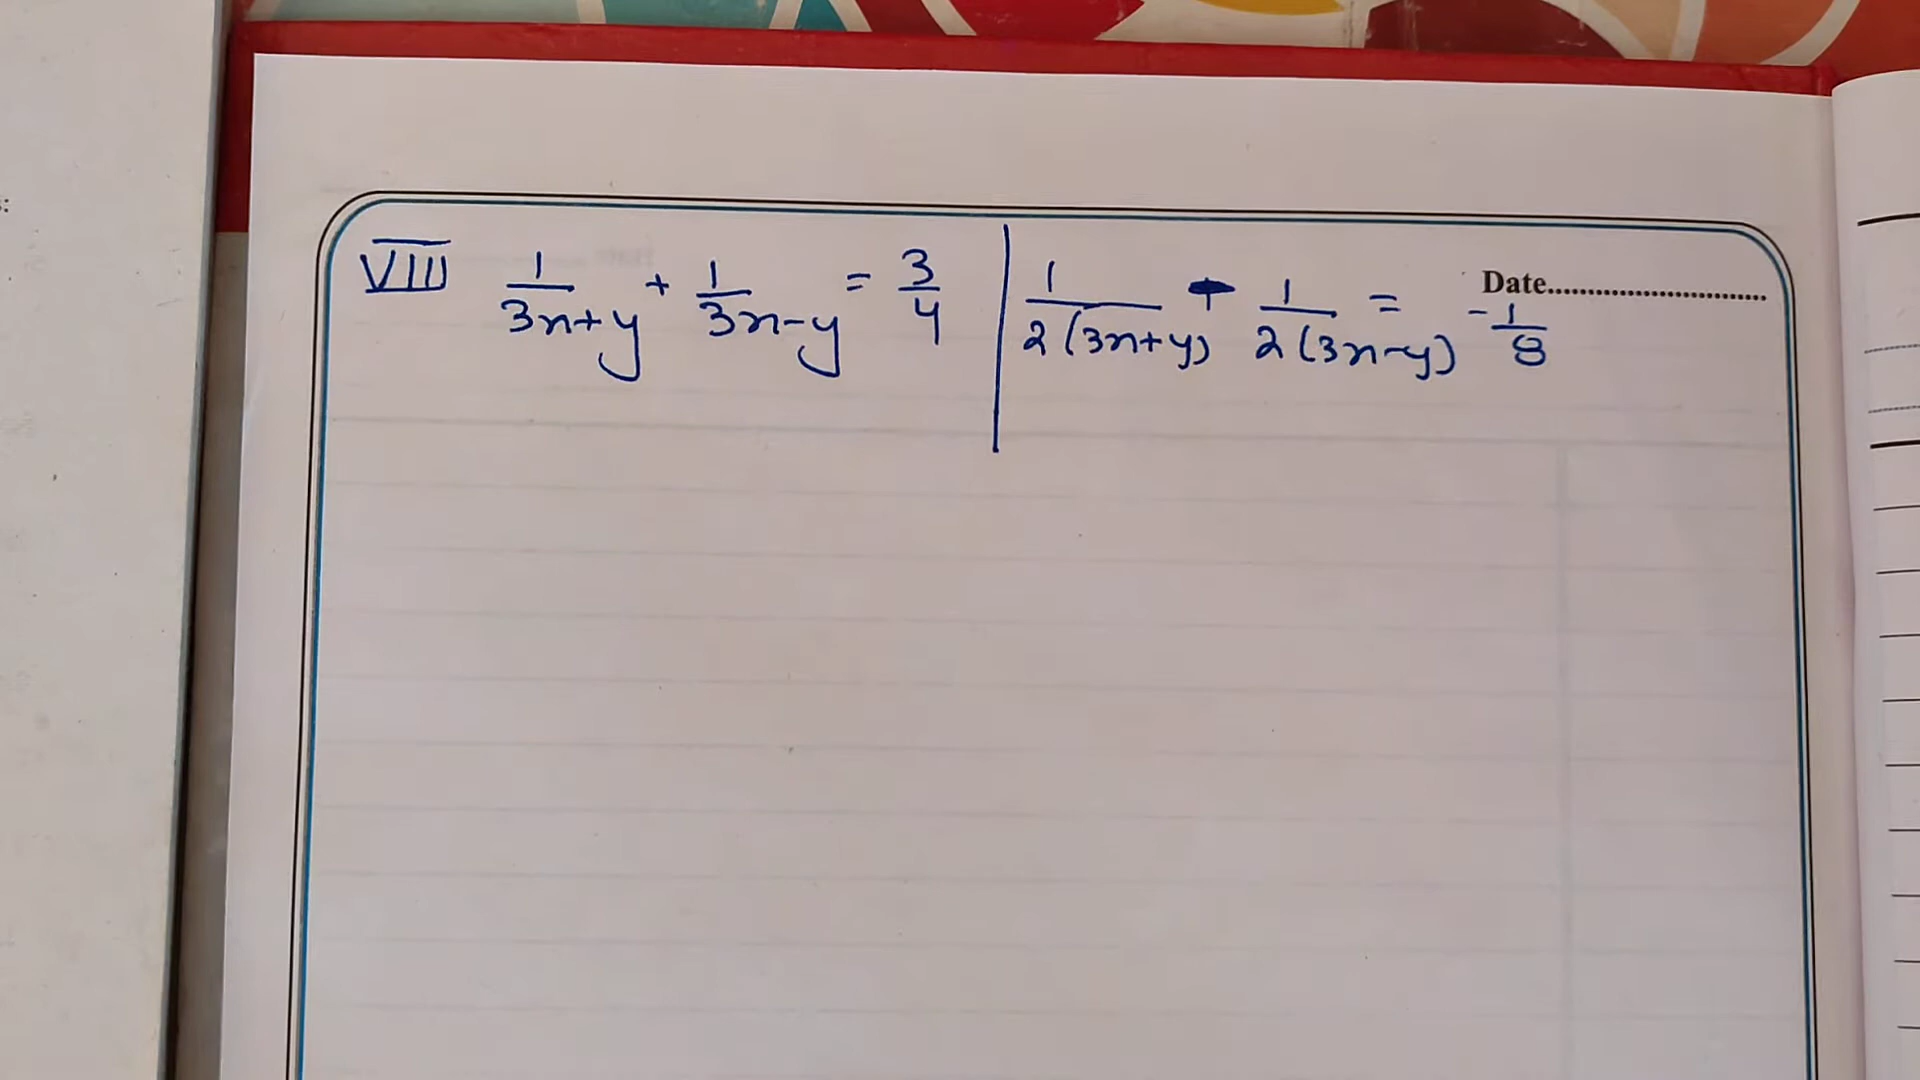 VIII 1/3x+y + 1/3x-y = 3/4 | 1/2(3x+y) - 1/2(3x-y) = -1/8
Date..............................